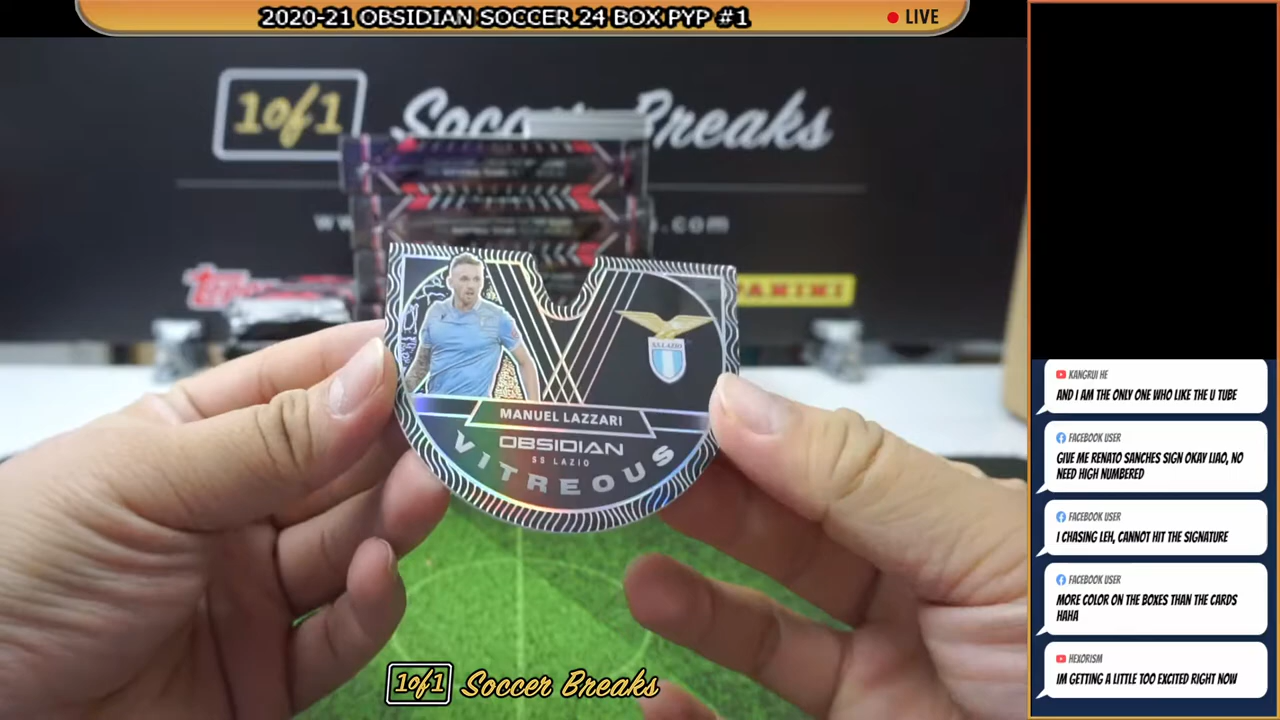 2020-21 OBSIDIAN SOCCER 24 BOX PYP #1
LIVE
1of1 Soccer Breaks
PANINI
MANUEL LAZZARI
OBSIDIAN
SS LAZIO
VITREOUS
S.S. LAZIO
1of1 Soccer Breaks
KANGRUI HE
AND I AM THE ONLY ONE WHO LIKE THE U TUBE
FACEBOOK USER
GIVE ME RENATO SANCHES SIGN OKAY LIAO, NO
NEED HIGH NUMBERED
FACEBOOK USER
I CHASING LEH, CANNOT HIT THE SIGNATURE
FACEBOOK USER
MORE COLOR ON THE BOXES THAN THE CARDS
HAHA
HEXORISM
IM GETTING A LITTLE TOO EXCITED RIGHT NOW